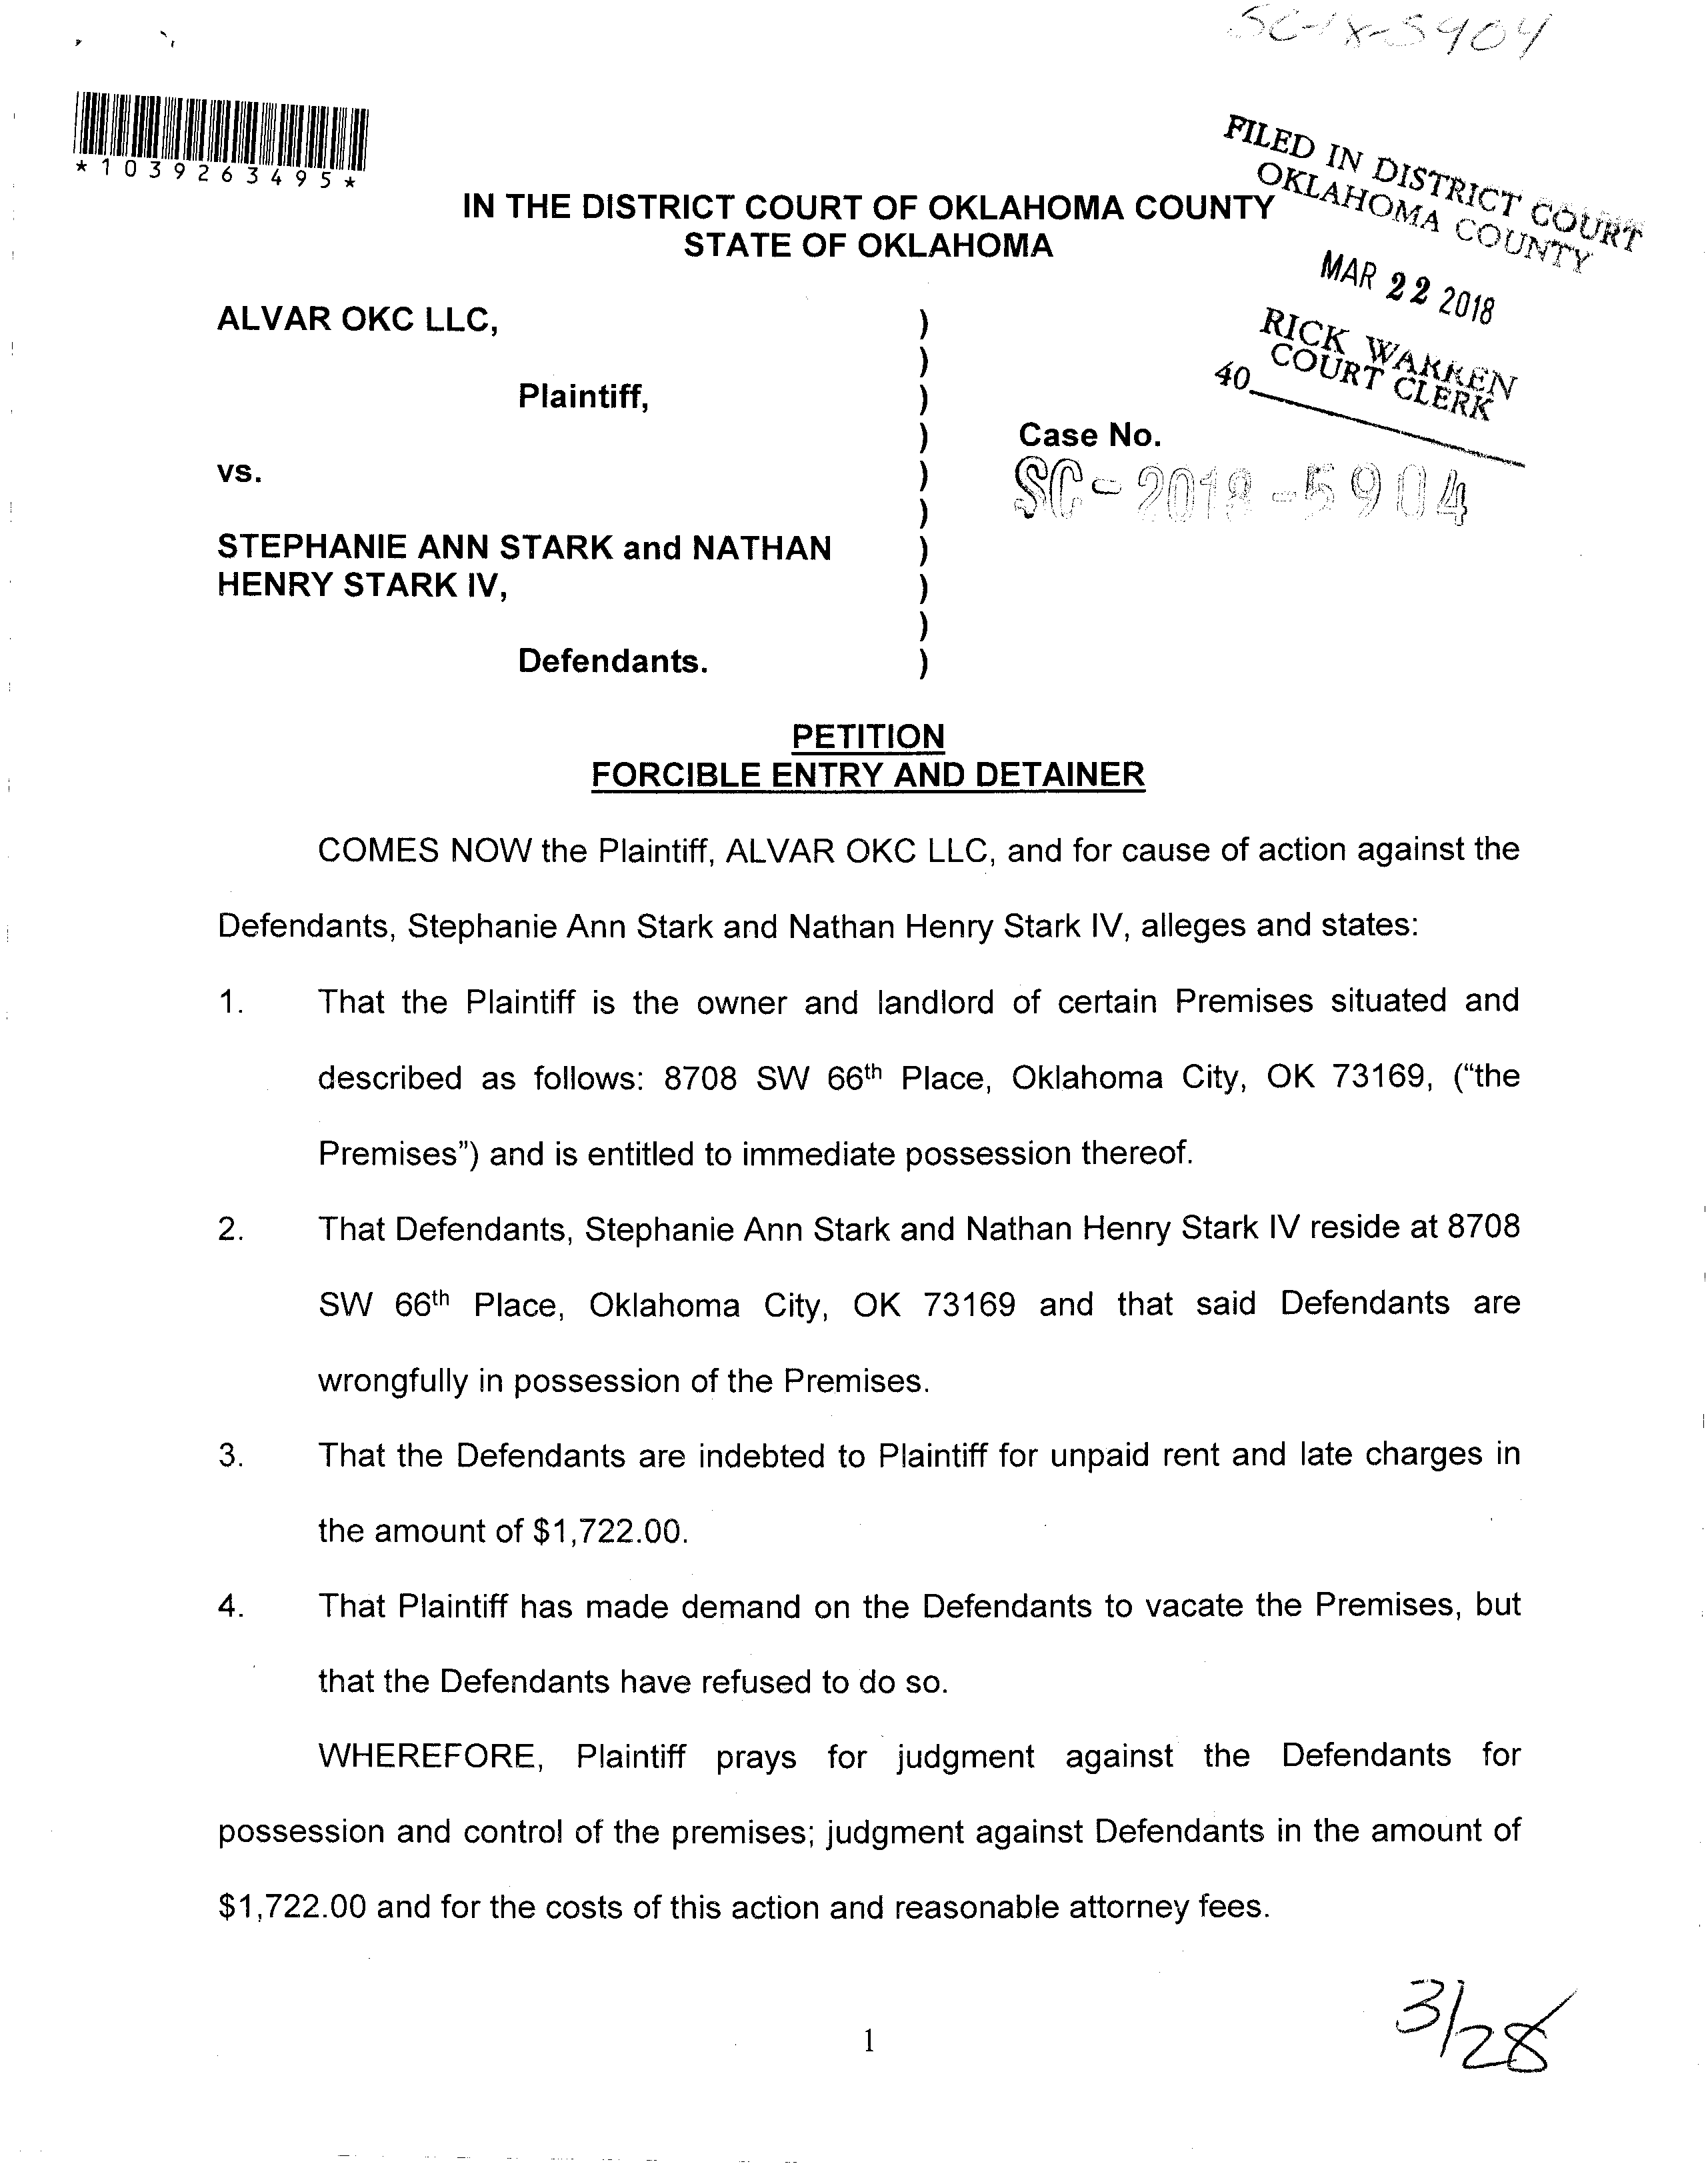 SC-18-5904
*1039263495*
FILED IN DISTRICT COURT
OKLAHOMA COUNTY
MAR 22 2018
RICK WARREN
COURT CLERK
40
IN THE DISTRICT COURT OF OKLAHOMA COUNTY
STATE OF OKLAHOMA
ALVAR OKC LLC, )
)
Plaintiff, )
) Case No.
vs. ) SC-2018-5904
)
STEPHANIE ANN STARK and NATHAN )
HENRY STARK IV, )
)
Defendants. )
PETITION
FORCIBLE ENTRY AND DETAINER
COMES NOW the Plaintiff, ALVAR OKC LLC, and for cause of action against the
Defendants, Stephanie Ann Stark and Nathan Henry Stark IV, alleges and states:
1. That the Plaintiff is the owner and landlord of certain Premises situated and
described as follows: 8708 SW 66th Place, Oklahoma City, OK 73169, (“the
Premises”) and is entitled to immediate possession thereof.
2. That Defendants, Stephanie Ann Stark and Nathan Henry Stark IV reside at 8708
SW 66th Place, Oklahoma City, OK 73169 and that said Defendants are
wrongfully in possession of the Premises.
3. That the Defendants are indebted to Plaintiff for unpaid rent and late charges in
the amount of $1,722.00.
4. That Plaintiff has made demand on the Defendants to vacate the Premises, but
that the Defendants have refused to do so.
WHEREFORE, Plaintiff prays for judgment against the Defendants for
possession and control of the premises; judgment against Defendants in the amount of
$1,722.00 and for the costs of this action and reasonable attorney fees.
1
3/28